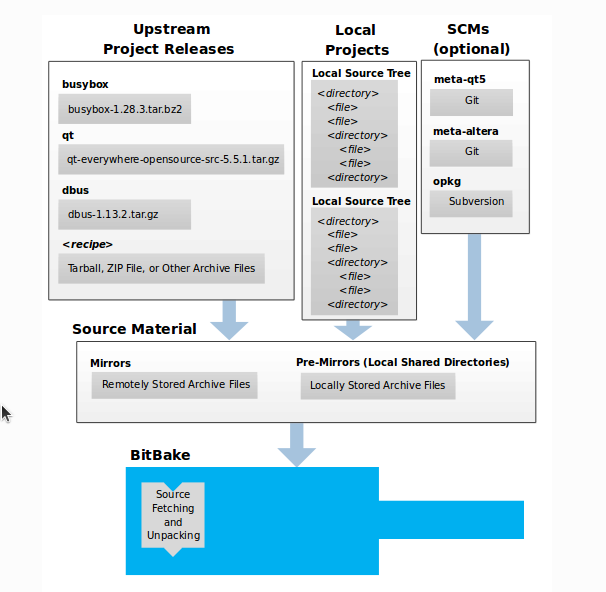 Upstream
Project Releases
busybox
busybox-1.28.3.tar.bz2
qt
qt-everywhere-opensource-src-5.5.1.tar.gz
dbus
dbus-1.13.2.tar.gz
<recipe>
Tarball, ZIP File, or Other Archive Files
Local
Projects
Local Source Tree
<directory>
<file>
<file>
<directory>
<file>
<file>
<directory>
Local Source Tree
<directory>
<file>
<file>
<directory>
<file>
<file>
<directory>
SCMs
(optional)
meta-qt5
Git
meta-altera
Git
opkg
Subversion
Source Material
Mirrors
Remotely Stored Archive Files
Pre-Mirrors (Local Shared Directories)
Locally Stored Archive Files
BitBake
Source
Fetching
and
Unpacking